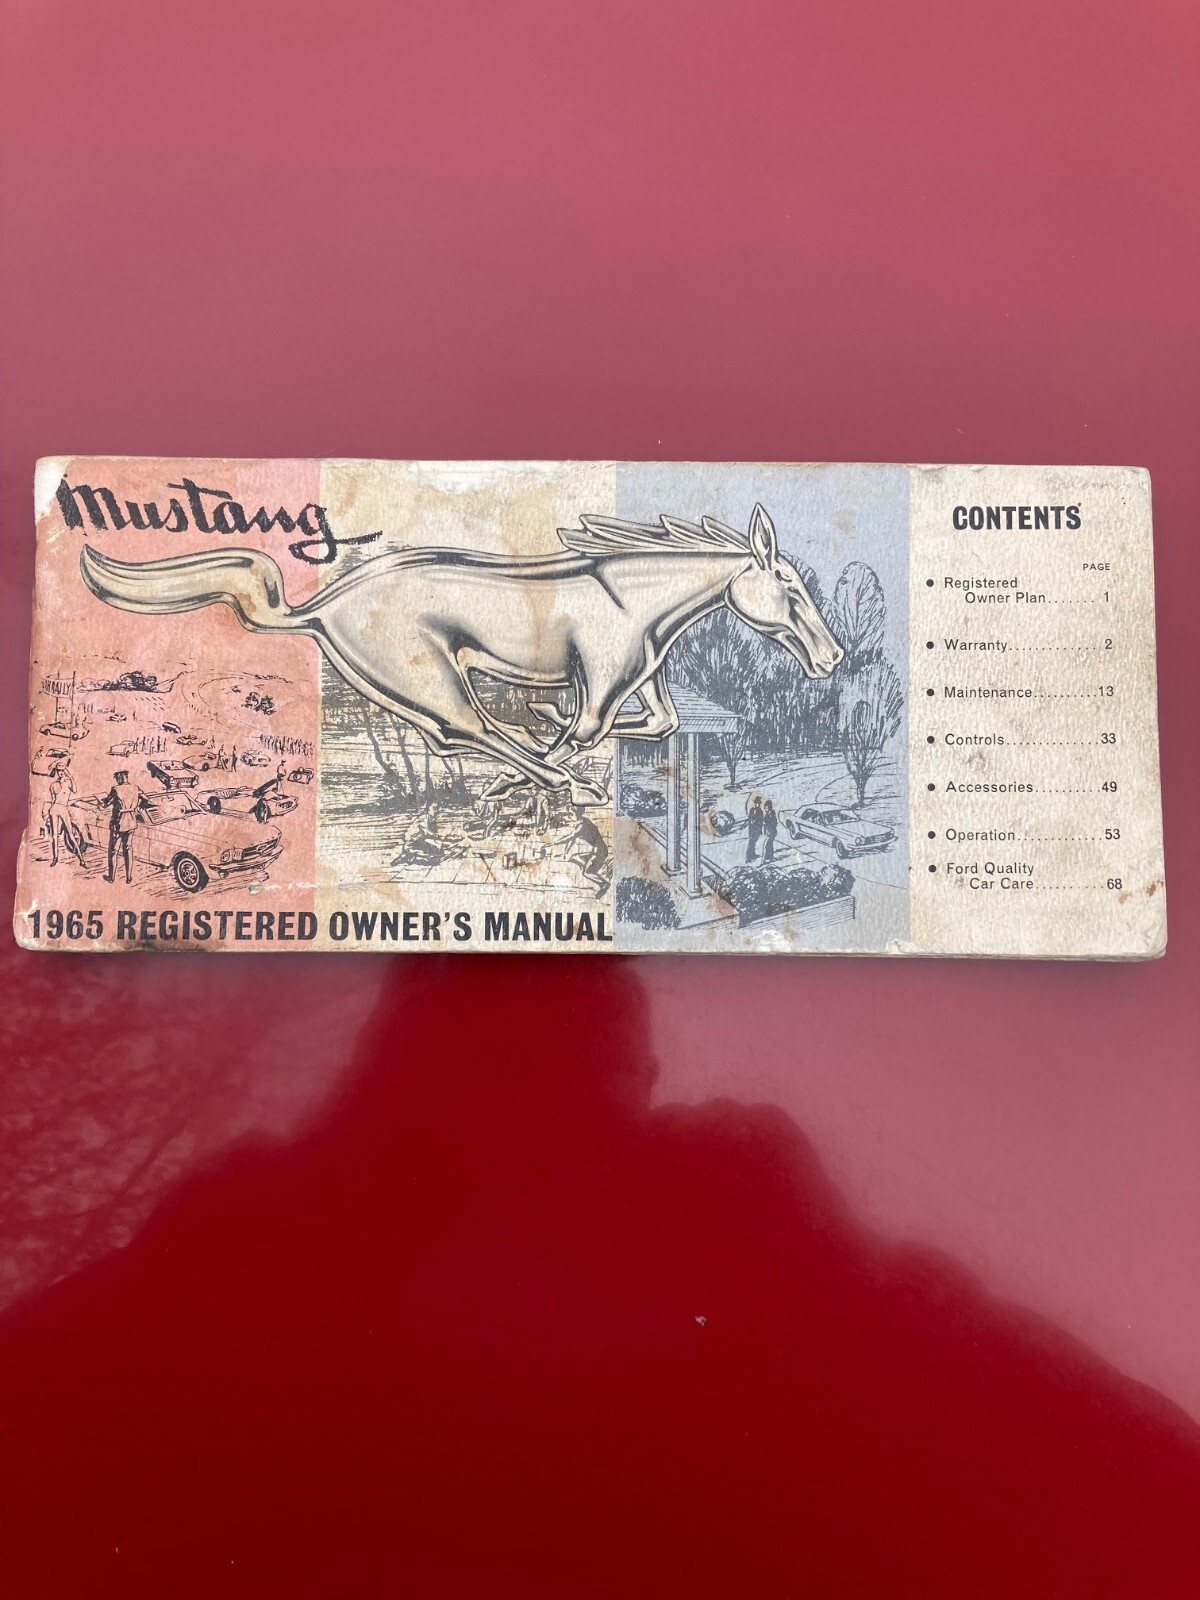 Mustang
1965 REGISTERED OWNER'S MANUAL
CONTENTS
PAGE
• Registered
Owner Plan....... 1
• Warranty............. 2
• Maintenance..........13
• Controls.............33
• Accessories..........49
• Operation.............53
• Ford Quality
Car Care..........68